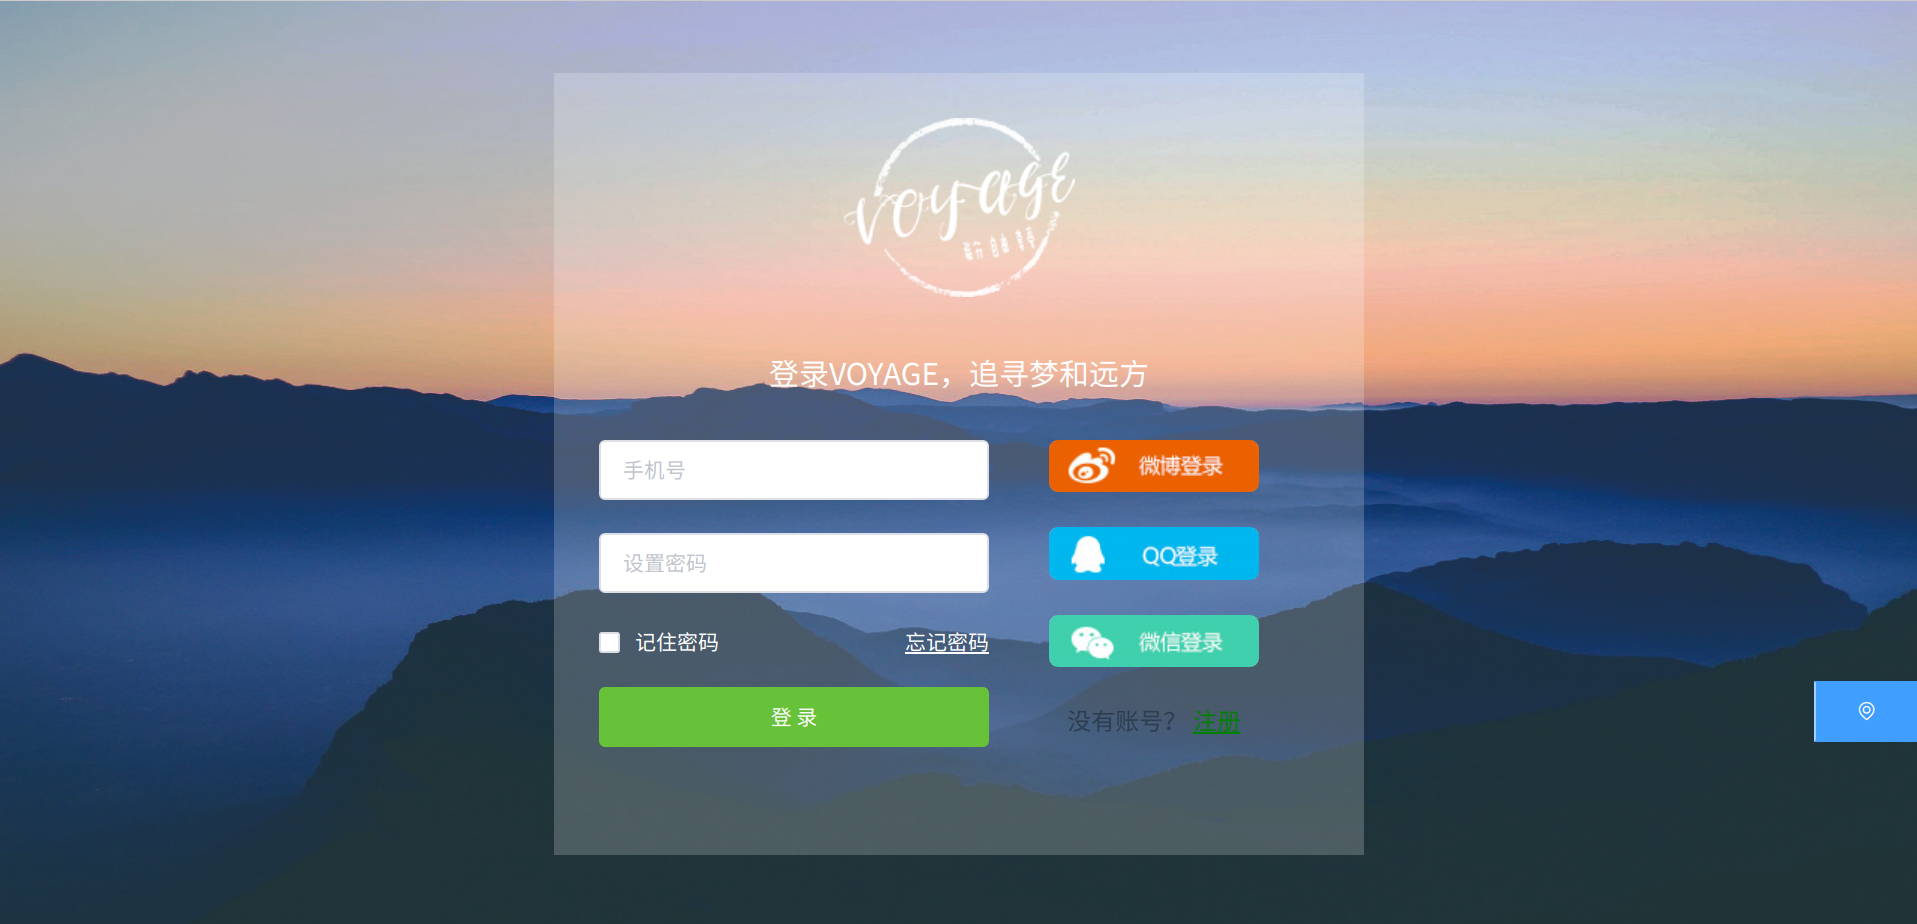 voyage
登录VOYAGE，追寻梦和远方
手机号
设置密码
记住密码
忘记密码
登 录
微博登录
QQ登录
微信登录
没有账号？ 注册